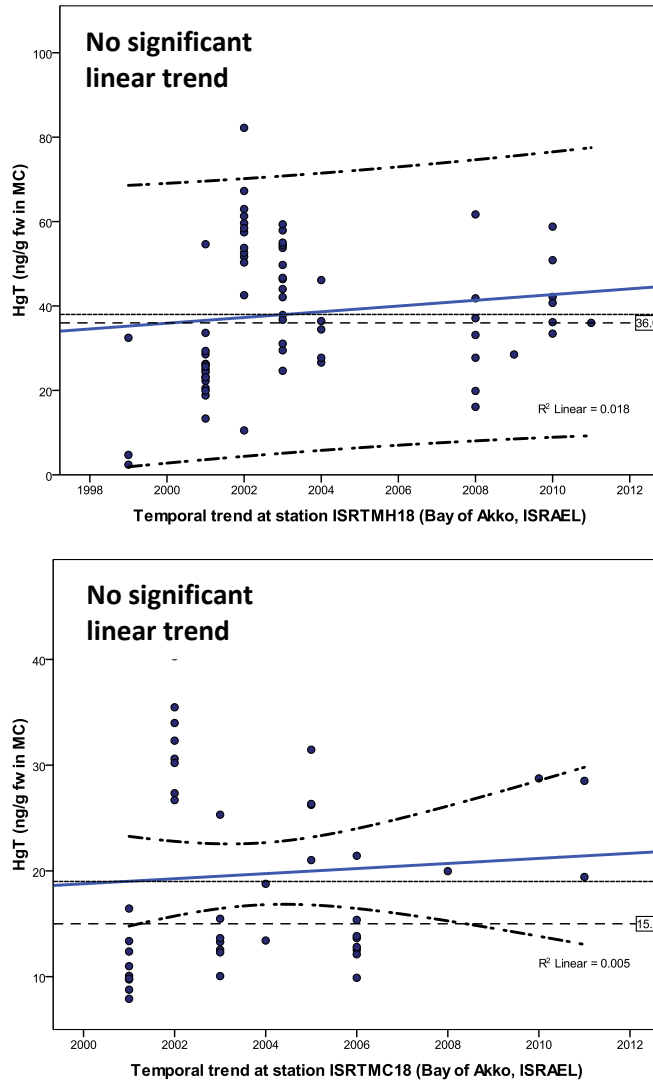 No significant
linear trend
100
80
60
40
20
0
HgT (ng/g fw in MC)
36.
R² Linear = 0.018
1998 2000 2002 2004 2006 2008 2010 2012
Temporal trend at station ISRTMH18 (Bay of Akko, ISRAEL)
No significant
linear trend
40
30
20
10
HgT (ng/g fw in MC)
15.
R² Linear = 0.005
2000 2002 2004 2006 2008 2010 2012
Temporal trend at station ISRTMC18 (Bay of Akko, ISRAEL)